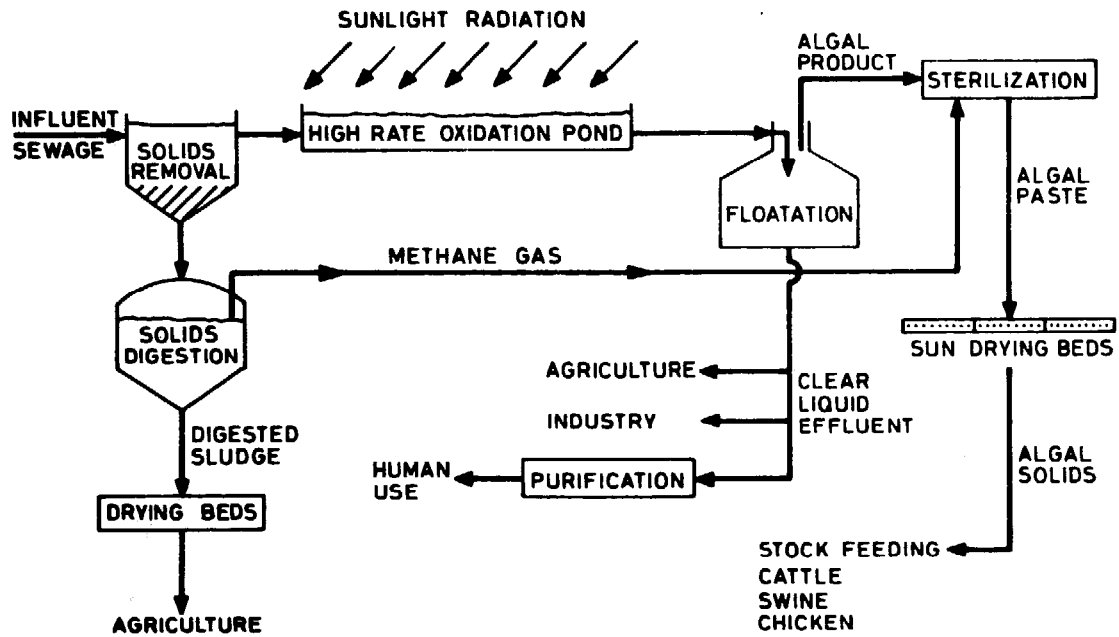 SUNLIGHT RADIATION
ALGAL
PRODUCT
STERILIZATION
INFLUENT
SEWAGE
SOLIDS
REMOVAL
HIGH RATE OXIDATION POND
ALGAL
PASTE
FLOATATION
METHANE GAS
SOLIDS
DIGESTION
SUN DRYING BEDS
AGRICULTURE
CLEAR
LIQUID
EFFLUENT
INDUSTRY
DIGESTED
SLUDGE
HUMAN
USE
PURIFICATION
ALGAL
SOLIDS
DRYING BEDS
STOCK FEEDING
CATTLE
SWINE
CHICKEN
AGRICULTURE